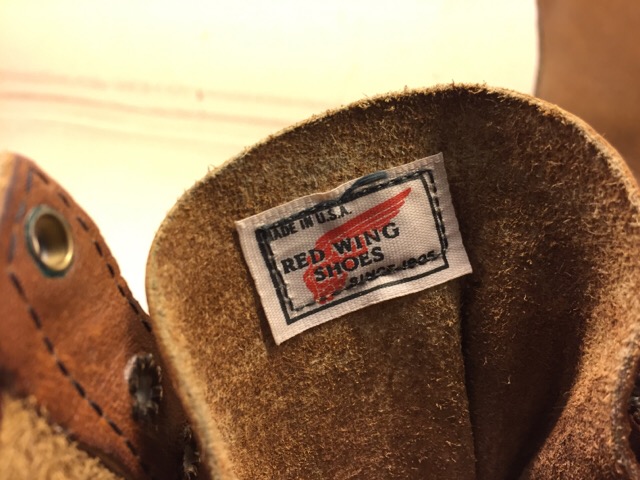 MADE IN U.S.A.
RED WING
SHOES
SINCE 1905